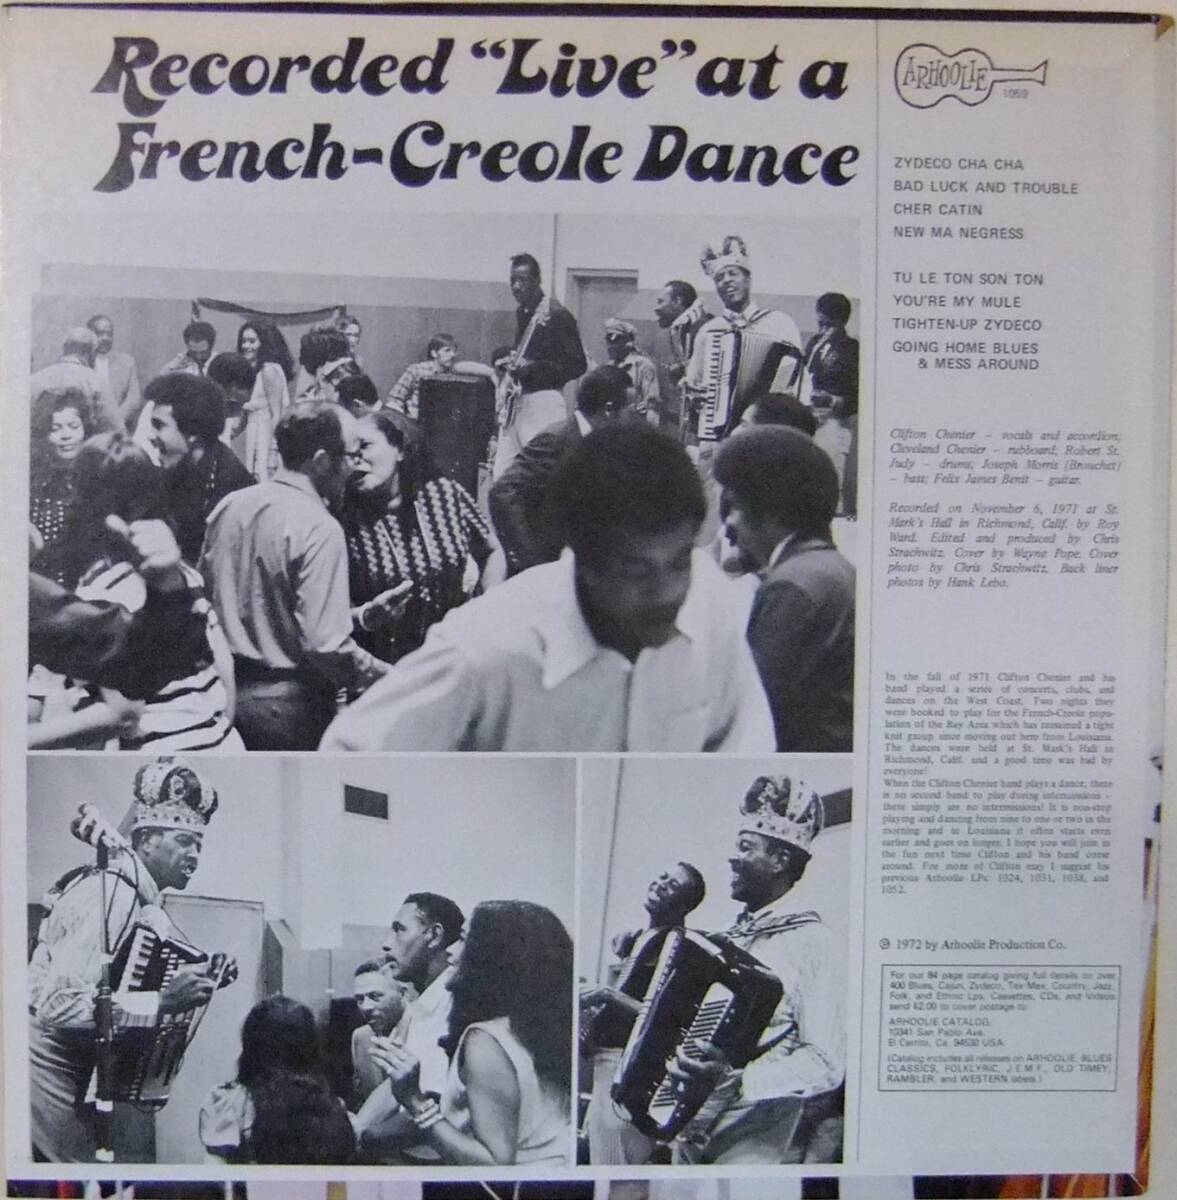 Recorded "Live" at a
French-Creole Dance
ARHOOLIE
1059
ZYDECO CHA CHA
BAD LUCK AND TROUBLE
CHER CATIN
NEW MA NEGRESS
TU LE TON SON TON
YOU'RE MY MULE
TIGHTEN-UP ZYDECO
GOING HOME BLUES
& MESS AROUND
Clifton Chenier – vocals and accordion;
Cleveland Chenier – rubboard; Robert St.
Judy – drums; Joseph Morris (Brouchet)
– bass; Felix James Benit – guitar.
Recorded on November 6, 1971 at St.
Mark's Hall in Richmond, Calif. by Roy
Ward. Edited and produced by Chris
Strachwitz. Cover by Wayne Pope. Cover
photo by Chris Strachwitz. Back liner
photos by Hank Lebo.
In the fall of 1971 Clifton Chenier and his
band played a series of concerts, clubs, and
dances on the West Coast. Two nights they
were booked to play for the French-Creole popu-
lation of the Bay Area which has remained a tight
knit group since moving out here from Louisiana.
The dances were held at St. Mark's Hall in
Richmond, Calif. and a good time was had by
everyone!
When the Clifton Chenier band plays a dance, there
is no second band to play during intermissions –
there simply are no intermissions! It is non-stop
playing and dancing from nine to one or two in the
morning and in Louisiana it often starts even
earlier and goes on longer. I hope you will join in
the fun next time Clifton and his band come
around. For more of Clifton may I suggest his
previous Arhoolie LPs: 1024, 1031, 1038, and
1052.
℗ 1972 by Arhoolie Production Co.
For our 84 page catalog giving full details on over
400 Blues, Cajun, Zydeco, Tex-Mex, Country, Jazz,
Folk, and Ethnic Lps, Cassettes, CDs, and Videos
send $2.00 to cover postage to:
ARHOOLIE CATALOG,
10341 San Pablo Ave.
El Cerrito, Ca. 94530 USA
(Catalog includes all releases on ARHOOLIE, BLUES
CLASSICS, FOLKLYRIC, J.E.M.F., OLD TIMEY,
RAMBLER, and WESTERN labels.)